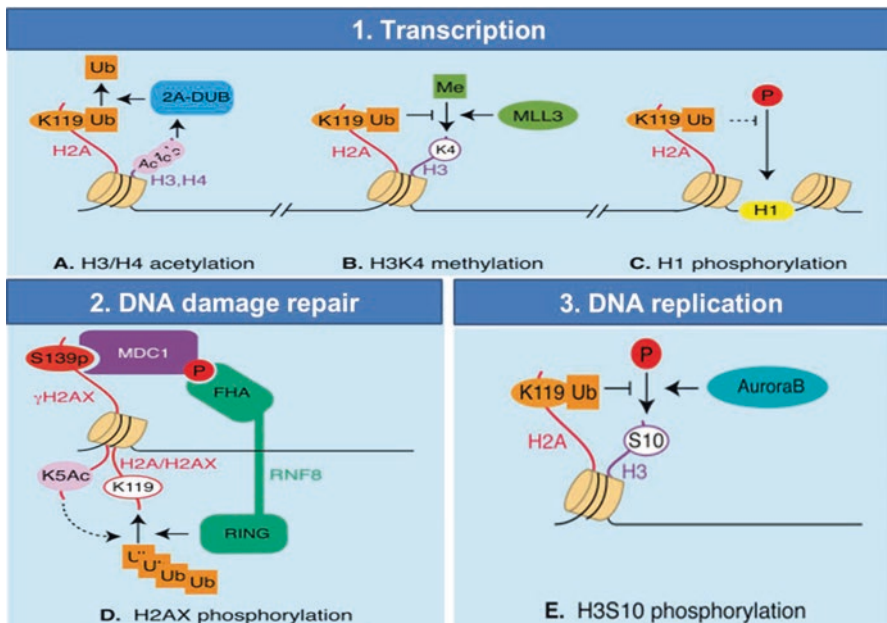 1. Transcription
Ub
K119 Ub
2A-DUB
H2A
Ac
H3,H4
A. H3/H4 acetylation
Me
K119 Ub
MLL3
H2A
K4
H3
B. H3K4 methylation
P
K119 Ub
H2A
H1
C. H1 phosphorylation
2. DNA damage repair
S139p
MDC1
P
FHA
γH2AX
H2A/H2AX
K5Ac
K119
RNF8
RING
Ub
Ub
D. H2AX phosphorylation
3. DNA replication
P
K119 Ub
AuroraB
H2A
S10
H3
E. H3S10 phosphorylation